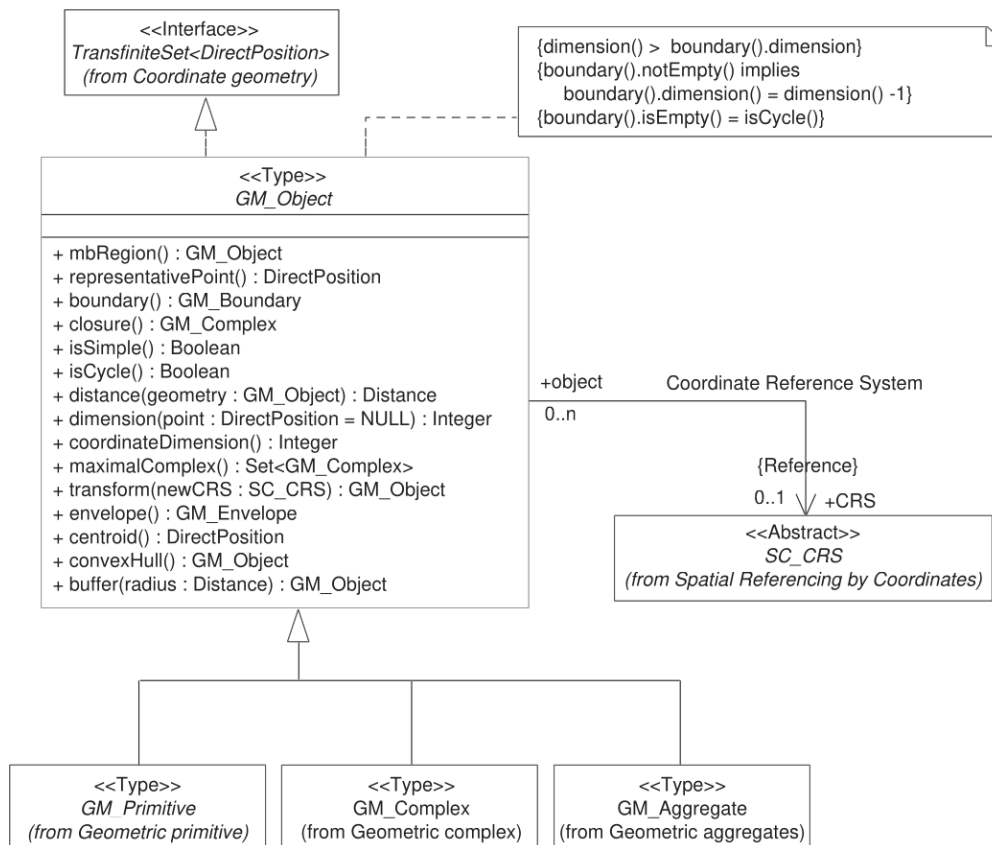 <<Interface>>
TransfiniteSet<DirectPosition>
(from Coordinate geometry)
{dimension() > boundary().dimension}
{boundary().notEmpty() implies
boundary().dimension() = dimension() -1}
{boundary().isEmpty() = isCycle()}
<<Type>>
GM_Object
+ mbRegion() : GM_Object
+ representativePoint() : DirectPosition
+ boundary() : GM_Boundary
+ closure() : GM_Complex
+ isSimple() : Boolean
+ isCycle() : Boolean
+ distance(geometry : GM_Object) : Distance
+ dimension(point : DirectPosition = NULL) : Integer
+ coordinateDimension() : Integer
+ maximalComplex() : Set<GM_Complex>
+ transform(newCRS : SC_CRS) : GM_Object
+ envelope() : GM_Envelope
+ centroid() : DirectPosition
+ convexHull() : GM_Object
+ buffer(radius : Distance) : GM_Object
+object
0..n
Coordinate Reference System
{Reference}
0..1
+CRS
<<Abstract>>
SC_CRS
(from Spatial Referencing by Coordinates)
<<Type>>
GM_Primitive
(from Geometric primitive)
<<Type>>
GM_Complex
(from Geometric complex)
<<Type>>
GM_Aggregate
(from Geometric aggregates)